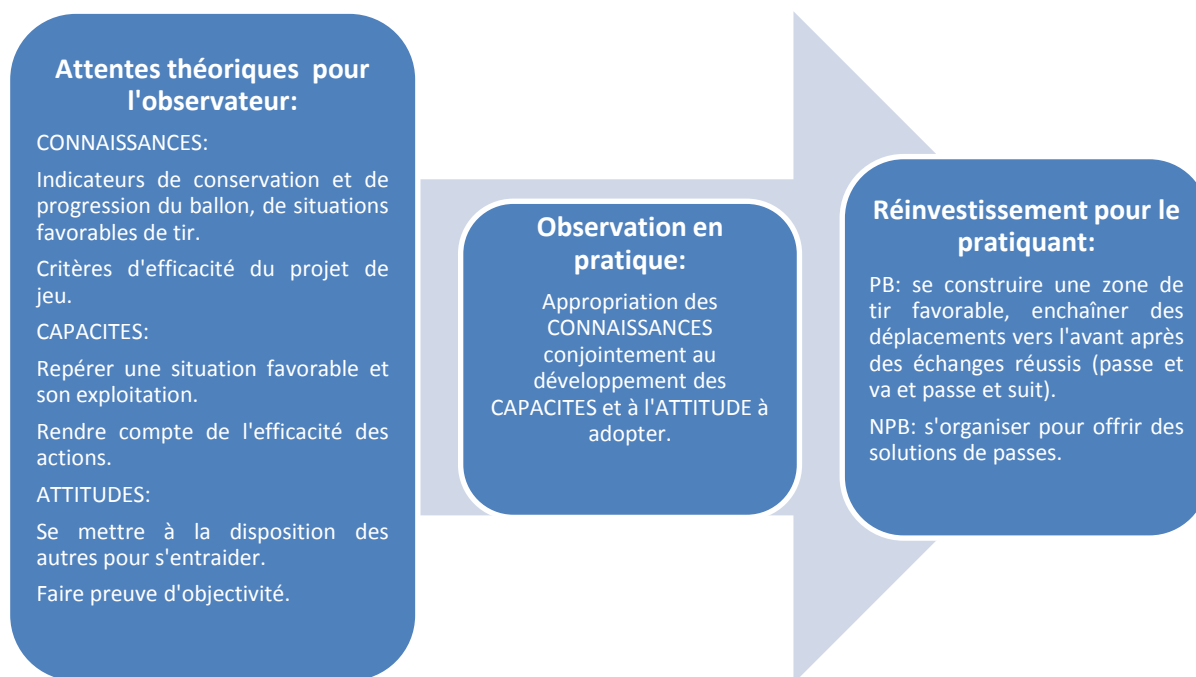 Attentes théoriques pour
l'observateur:
CONNAISSANCES:
Indicateurs de conservation et de
progression du ballon, de situations
favorables de tir.
Critères d'efficacité du projet de
jeu.
CAPACITES:
Repérer une situation favorable et
son exploitation.
Rendre compte de l'efficacité des
actions.
ATTITUDES:
Se mettre à la disposition des
autres pour s'entraider.
Faire preuve d'objectivité.
Observation en
pratique:
Appropriation des
CONNAISSANCES
conjointement au
développement des
CAPACITES et à l'ATTITUDE à
adopter.
Réinvestissement pour le
pratiquant:
PB: se construire une zone de
tir favorable, enchaîner des
déplacements vers l'avant après
des échanges réussis (passe et
va et passe et suit).
NPB: s'organiser pour offrir des
solutions de passes.